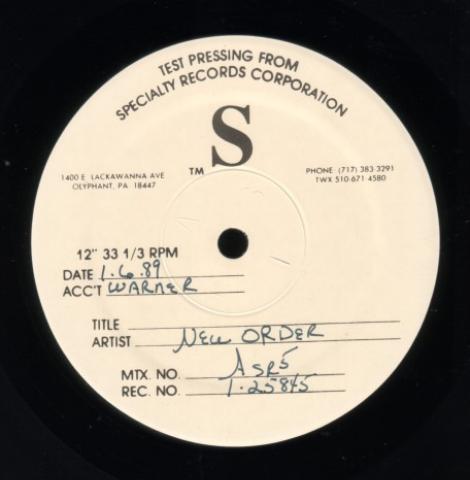 TEST PRESSING FROM
SPECIALTY RECORDS CORPORATION
S
TM
1400 E. LACKAWANNA AVE
OLYPHANT, PA 18447
PHONE (717) 383-3291
TWX 510-671 4580
12" 33 1/3 RPM
DATE 1.6.89
ACC'T WARNER
TITLE
ARTIST NEW ORDER
MTX. NO. A SR5
REC. NO. 1-25845